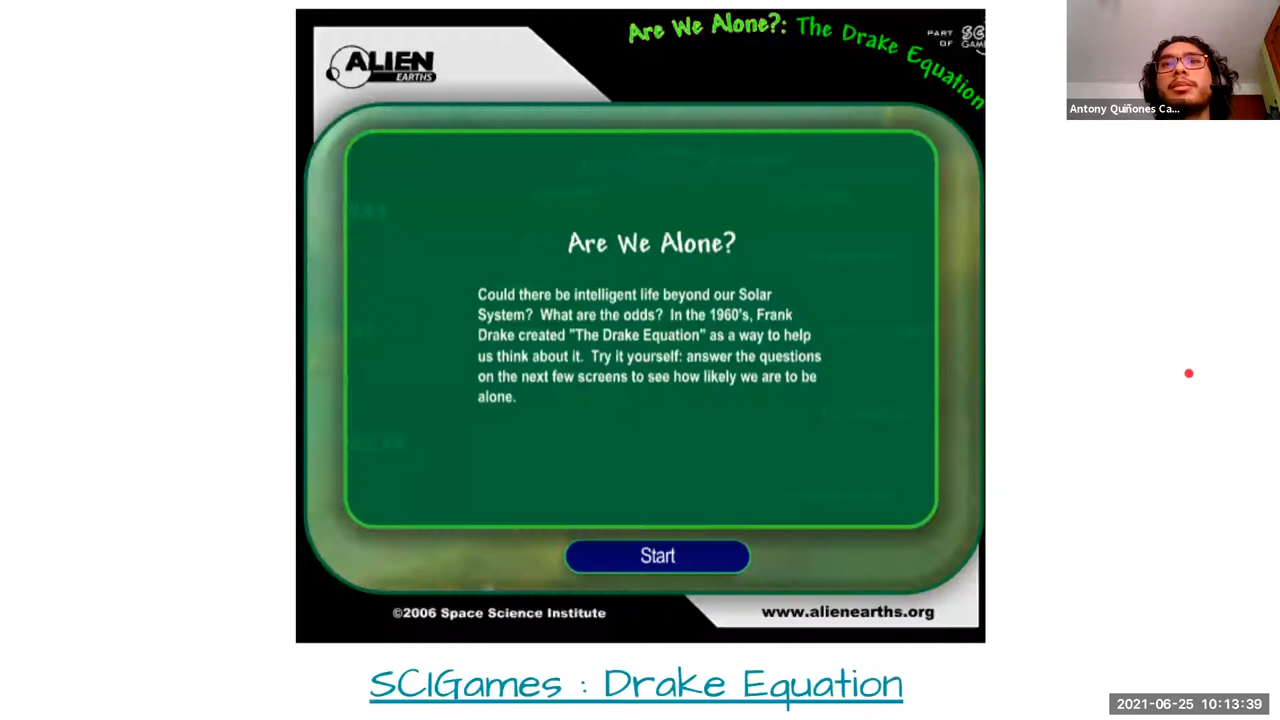 Are We Alone?: The Drake Equation
PART
OF
ALIEN
EARTHS
Antony Quiñones Ca...
Are We Alone?
Could there be intelligent life beyond our Solar
System? What are the odds? In the 1960's, Frank
Drake created "The Drake Equation" as a way to help
us think about it. Try it yourself: answer the questions
on the next few screens to see how likely we are to be
alone.
Start
©2006 Space Science Institute
www.alienearths.org
SCIGames : Drake Equation
2021-06-25 10:13:39